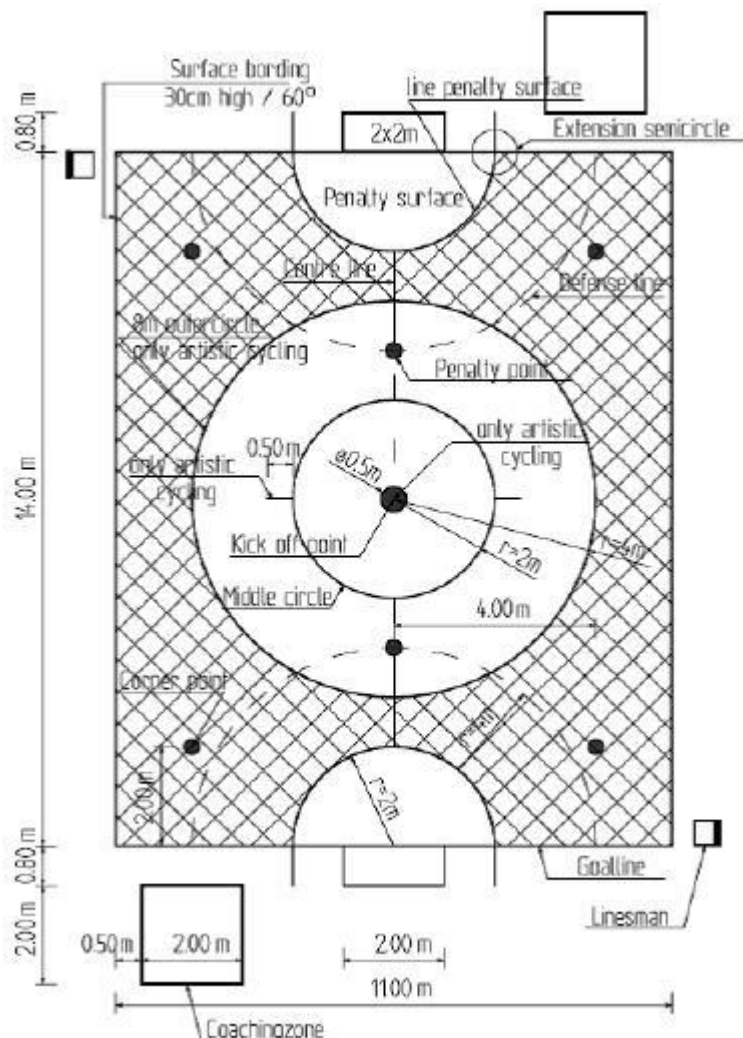 Surface bording
30cm high / 60°
line penalty surface
0.80 m
2x2m
Extension semicircle
Penalty surface
Centre line
Defense line
8m outercircle
only artistic cycling
Penalty point
0.50 m
only artistic
cycling
only artistic
cycling
ø0.5m
14.00 m
Kick off point
r=2m
r=4m
Middle circle
4.00 m
Corner point
r=4m
2.00 m
r=2m
0.80 m
Goalline
Linesman
2.00 m
0.50 m
2.00 m
2.00 m
1100 m
Coachingzone